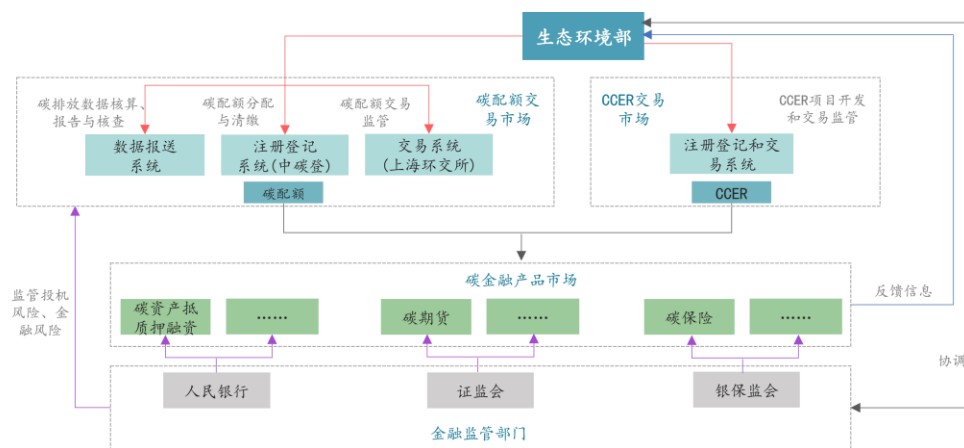 生态环境部
碳排放数据核算、
报告与核查
碳配额分配
与清缴
碳配额交易
监管
碳配额交
易市场
数据报送
系统
注册登记
系统(中碳登)
交易系统
(上海环交所)
碳配额
CCER交易
市场
CCER项目开发
和交易监管
注册登记和交
易系统
CCER
碳金融产品市场
监管投机
风险、金
融风险
反馈信息
碳资产抵
质押融资
……
碳期货
……
碳保险
……
协调
人民银行
证监会
银保监会
金融监管部门